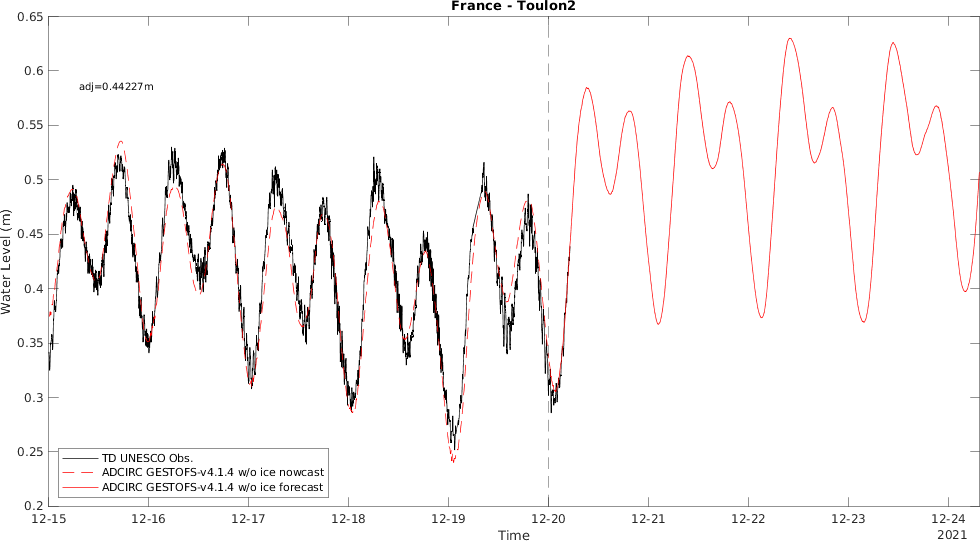 France - Toulon2
0.65
0.6
0.55
0.5
0.45
0.4
0.35
0.3
0.25
0.2
Water Level (m)
adj=0.44227m
TD UNESCO Obs.
ADCIRC GESTOFS-v4.1.4 w/o ice nowcast
ADCIRC GESTOFS-v4.1.4 w/o ice forecast
12-15 12-16 12-17 12-18 12-19 12-20 12-21 12-22 12-23 12-24
Time
2021